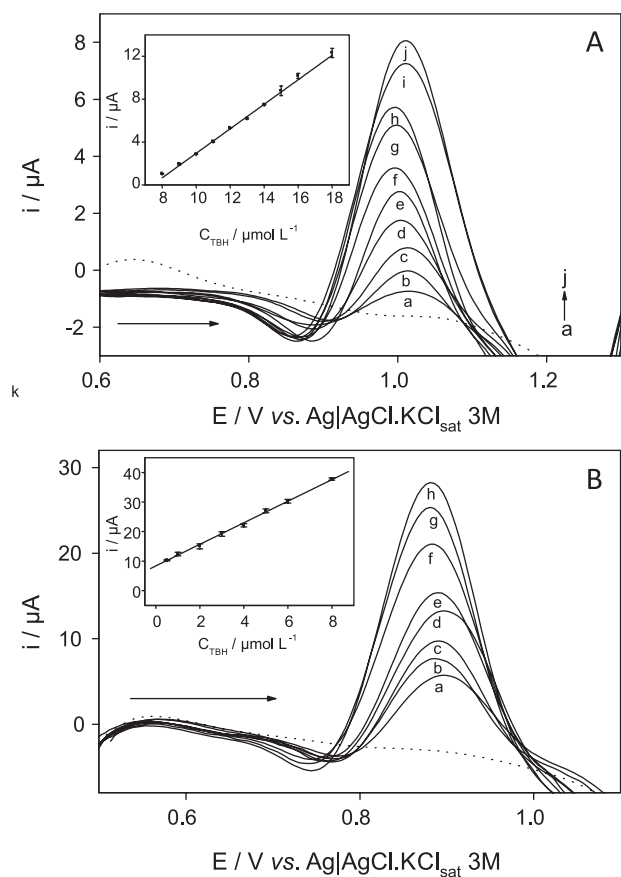 A
8
6
4
2
0
-2
i / µA
12
8
4
0
i / µA
8 10 12 14 16 18
C_TBH / µmol L⁻¹
j
i
h
g
f
e
d
c
b
a
j
a
0.6 0.8 1.0 1.2
k
E / V vs. Ag|AgCl.KCl_sat 3M
B
30
20
10
0
i / µA
40
30
20
10
0
i / µA
0 2 4 6 8
C_TBH / µmol L⁻¹
h
g
f
e
d
c
b
a
0.6 0.8 1.0
E / V vs. Ag|AgCl.KCl_sat 3M